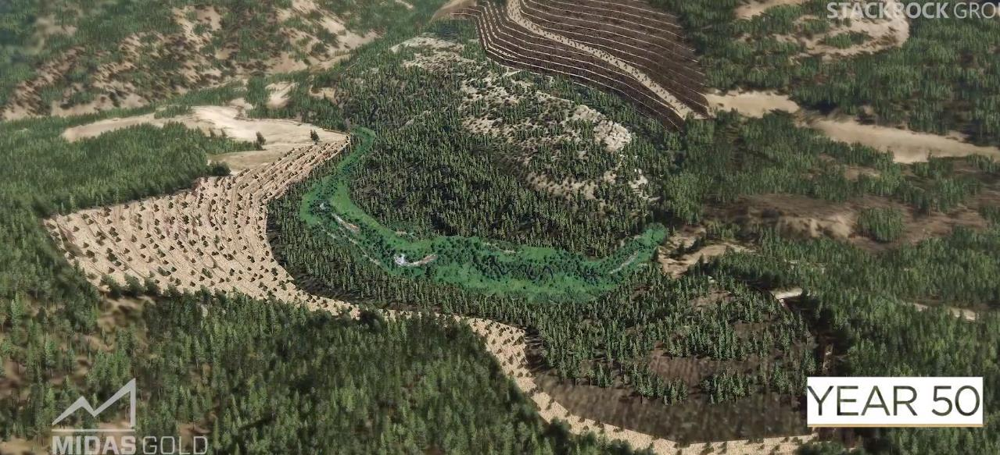 STACKROCK GRO
YEAR 50
MIDAS GOLD